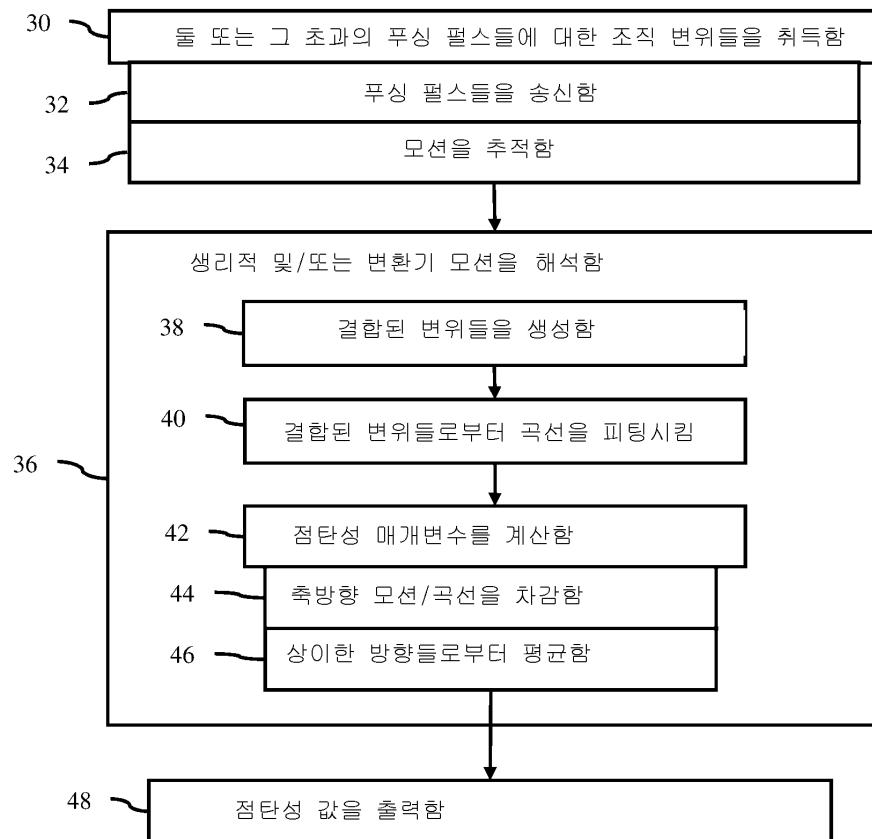 30 둘 또는 그 초과의 푸싱 펄스들에 대한 조직 변위들을 취득함
32 푸싱 펄스들을 송신함
34 모션을 추적함
36
생리적 및/또는 변환기 모션을 해석함
38 결합된 변위들을 생성함
40 결합된 변위들로부터 곡선을 피팅시킴
42 점탄성 매개변수를 계산함
44 축방향 모션/곡선을 차감함
46 상이한 방향들로부터 평균함
48 점탄성 값을 출력함